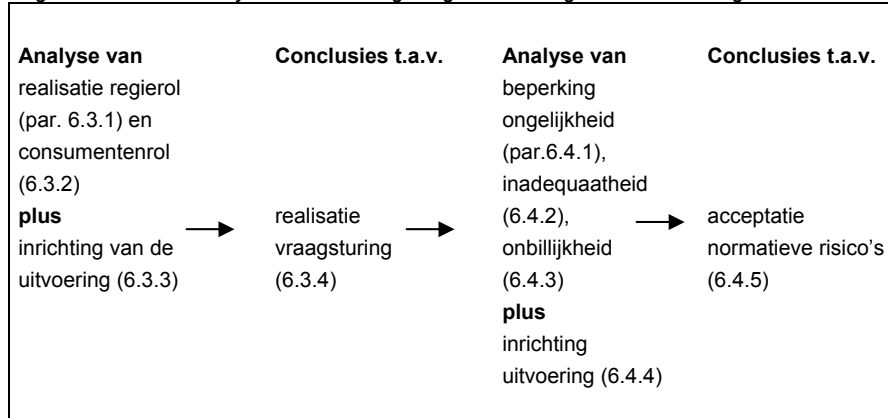 Analyse van
realisatie regierol
(par. 6.3.1) en
consumentenrol
(6.3.2)
plus
inrichting van de
uitvoering (6.3.3)
Conclusies t.a.v.
realisatie
vraagsturing
(6.3.4)
Analyse van
beperking
ongelijkheid
(par.6.4.1),
inadequaatheid
(6.4.2),
onbillijkheid
(6.4.3)
plus
inrichting
uitvoering (6.4.4)
Conclusies t.a.v.
acceptatie
normatieve risico's
(6.4.5)